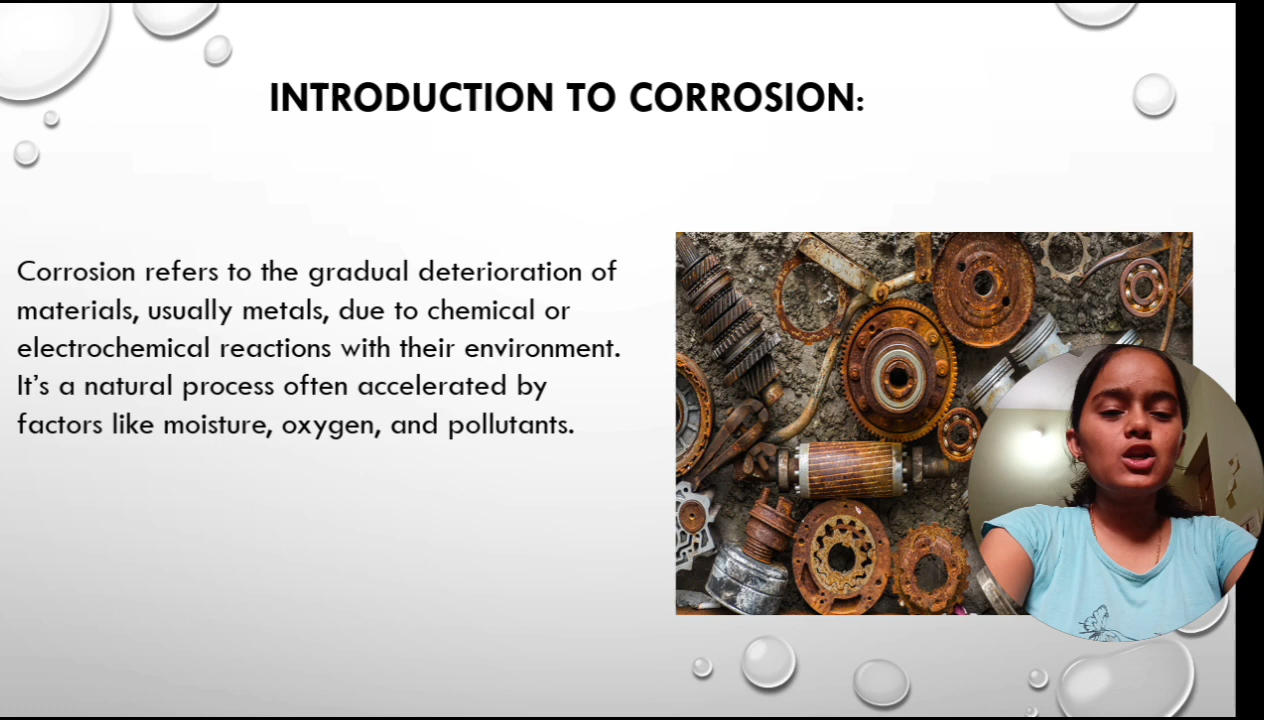 INTRODUCTION TO CORROSION:
Corrosion refers to the gradual deterioration of
materials, usually metals, due to chemical or
electrochemical reactions with their environment.
It’s a natural process often accelerated by
factors like moisture, oxygen, and pollutants.